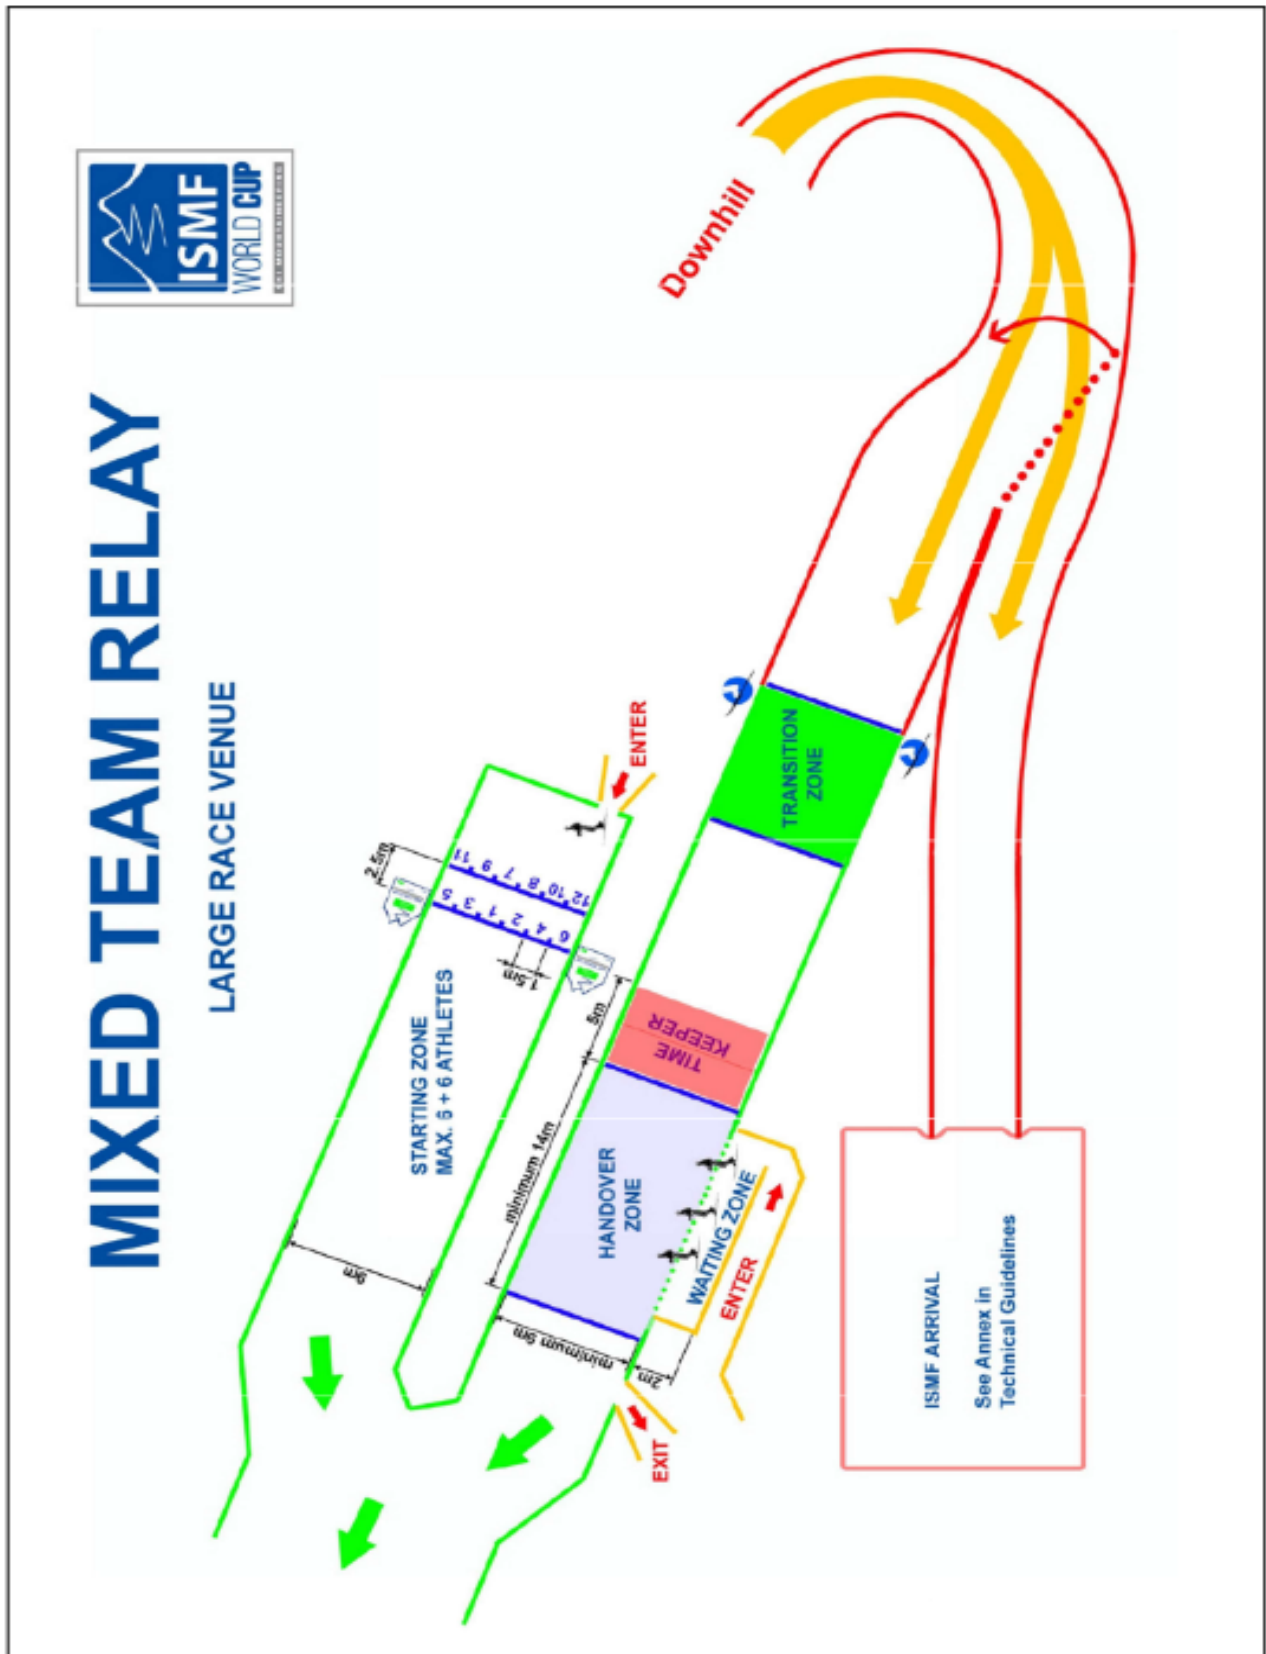 MIXED TEAM RELAY
LARGE RACE VENUE
ISMF
WORLD CUP
SKI MOUNTAINEERING
Downhill
ENTER
2.5m
11
9
7
8
10
12
5
3
1
2
4
6
1.5m
STARTING ZONE
MAX. 6 + 6 ATHLETES
9m
TRANSITION
ZONE
5m
TIME
KEEPER
minimum 14m
HANDOVER
ZONE
minimum 9m
2m
WAITING ZONE
ENTER
EXIT
ISMF ARRIVAL
See Annex in
Technical Guidelines